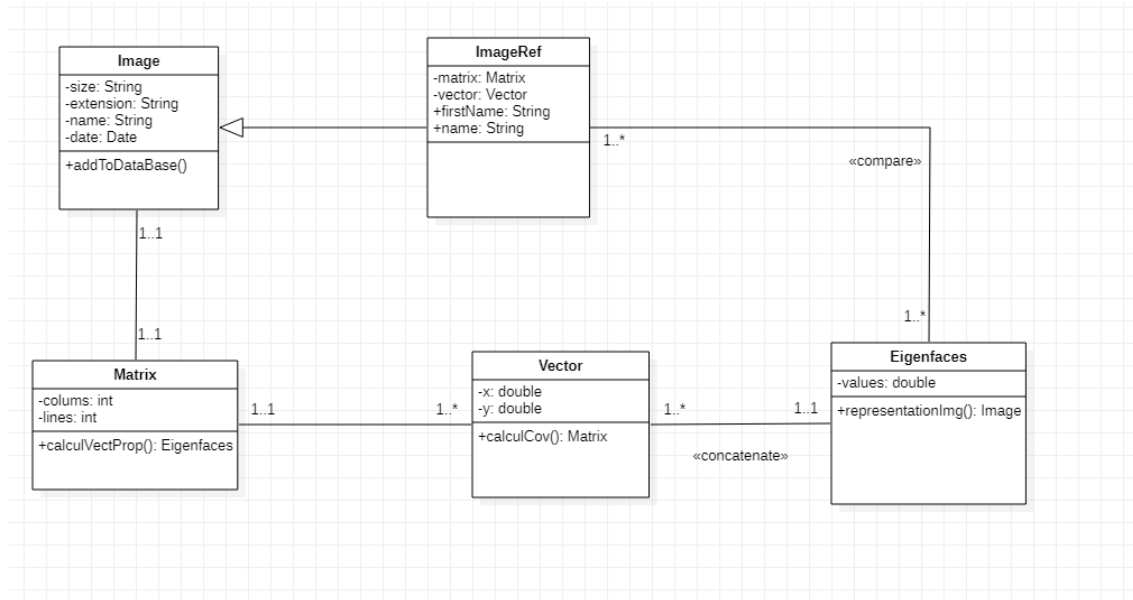 Image
-size: String
-extension: String
-name: String
-date: Date
+addToDataBase()
ImageRef
-matrix: Matrix
-vector: Vector
+firstName: String
+name: String
1..*
«compare»
1..1
1..1
1..*
Matrix
-colums: int
-lines: int
+calculVectProp(): Eigenfaces
1..1
1..*
Vector
-x: double
-y: double
+calculCov(): Matrix
1..*
1..1
«concatenate»
Eigenfaces
-values: double
+representationImg(): Image